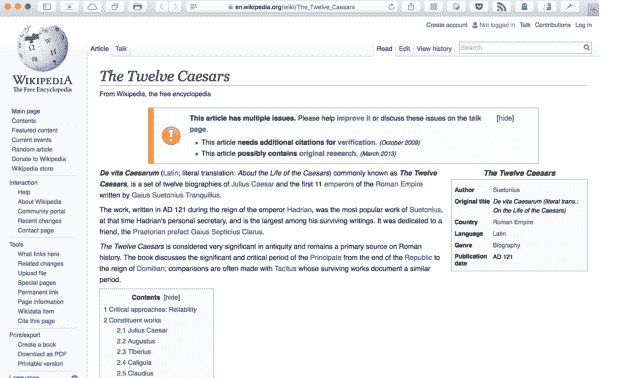 en.wikipedia.org/wiki/The_Twelve_Caesars
Create account Not logged in Talk Contributions Log in
Article Talk Read Edit View history Search
WIKIPEDIA
The Free Encyclopedia
Main page
Contents
Featured content
Current events
Random article
Donate to Wikipedia
Wikipedia store
Interaction
Help
About Wikipedia
Community portal
Recent changes
Contact page
Tools
What links here
Related changes
Upload file
Special pages
Permanent link
Page information
Wikidata item
Cite this page
Print/export
Create a book
Download as PDF
Printable version
Languages
The Twelve Caesars
From Wikipedia, the free encyclopedia
This article has multiple issues. Please help improve it or discuss these issues on the talk [hide]
page.
• This article needs additional citations for verification. (October 2009)
• This article possibly contains original research. (March 2013)
De vita Caesarum (Latin; literal translation: About the Life of the Caesars) commonly known as The Twelve
Caesars, is a set of twelve biographies of Julius Caesar and the first 11 emperors of the Roman Empire
written by Gaius Suetonius Tranquillus.
The work, written in AD 121 during the reign of the emperor Hadrian, was the most popular work of Suetonius,
at that time Hadrian's personal secretary, and is the largest among his surviving writings. It was dedicated to a
friend, the Praetorian prefect Gaius Septicius Clarus.
The Twelve Caesars is considered very significant in antiquity and remains a primary source on Roman
history. The book discusses the significant and critical period of the Principate from the end of the Republic to
the reign of Domitian; comparisons are often made with Tacitus whose surviving works document a similar
period.
The Twelve Caesars
Author Suetonius
Original title De vita Caesarum (literal trans.:
On the Life of the Caesars)
Country Roman Empire
Language Latin
Genre Biography
Publication AD 121
date
Contents [hide]
1 Critical approaches: Reliability
2 Constituent works
2.1 Julius Caesar
2.2 Augustus
2.3 Tiberius
2.4 Caligula
2.5 Claudius